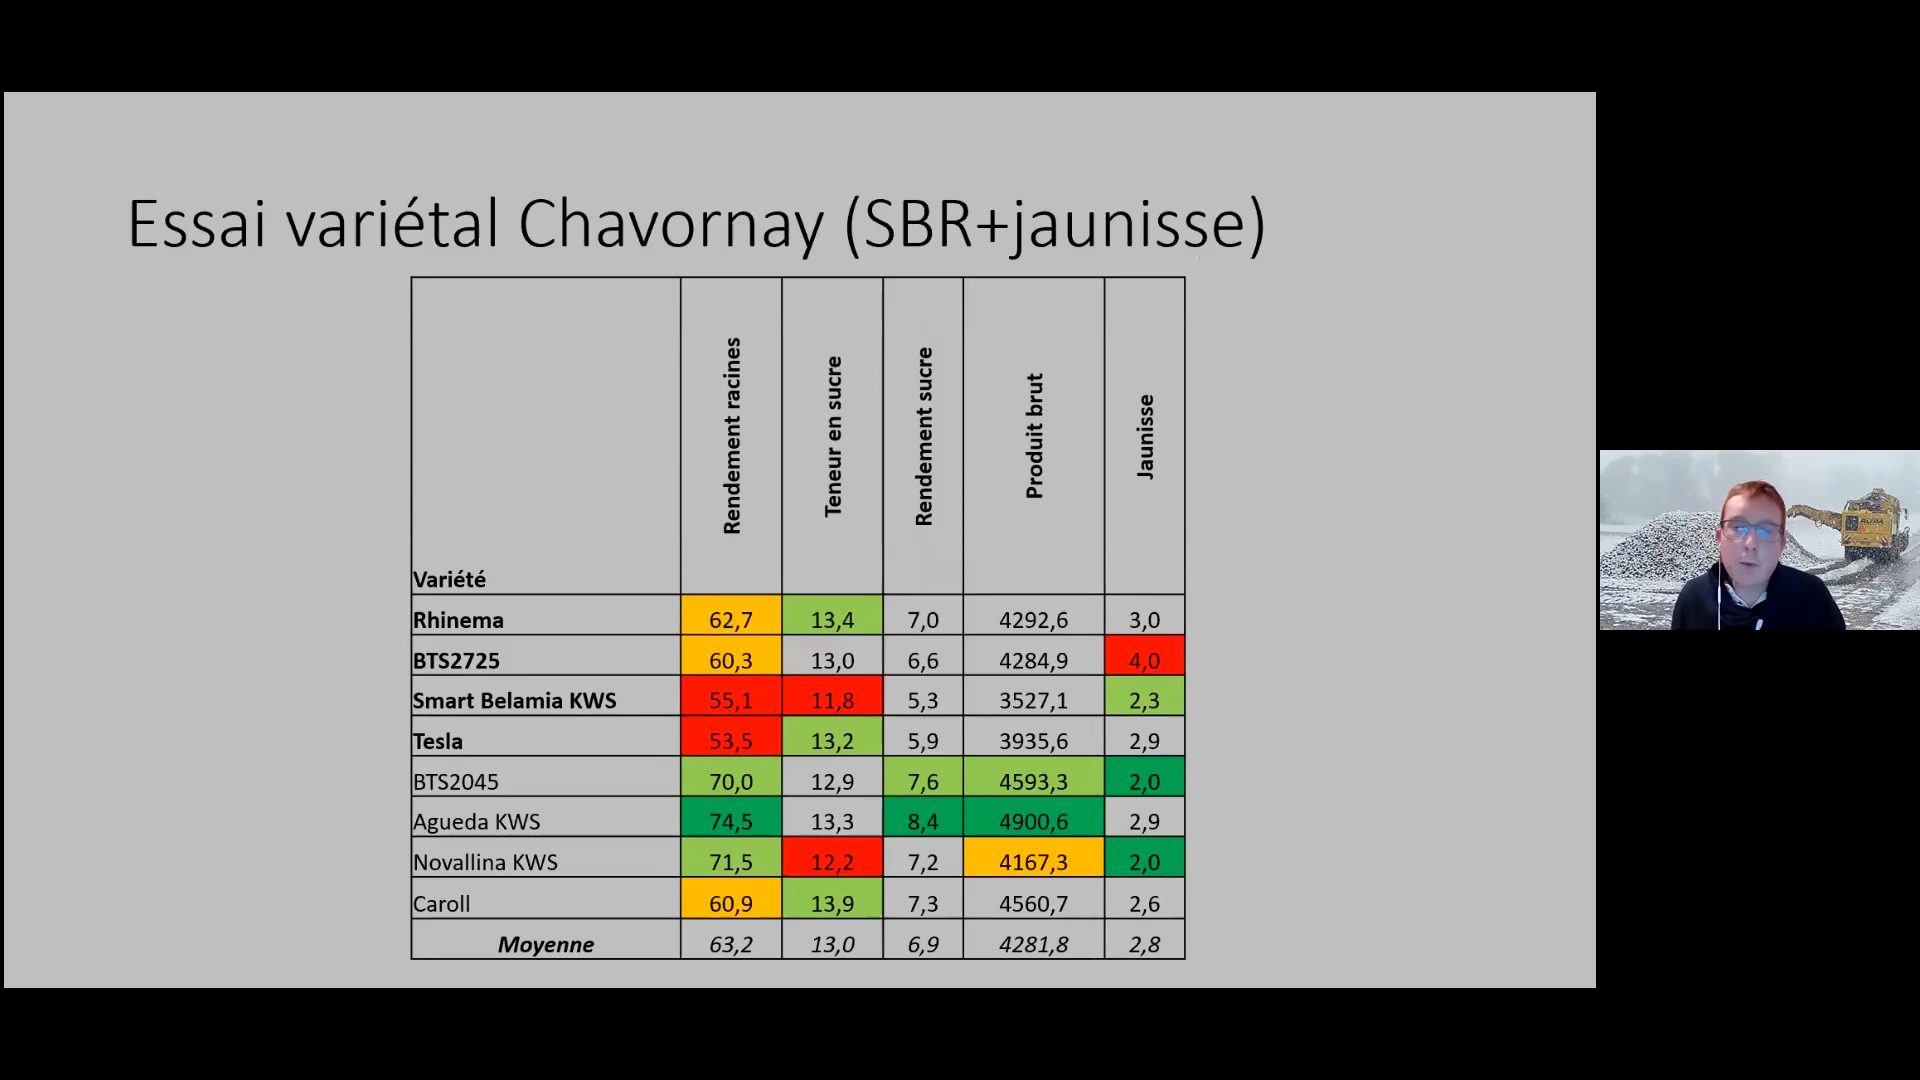 Essai variétal Chavornay (SBR+jaunisse)
Variété Rendement racines Teneur en sucre Rendement sucre Produit brut Jaunisse
Rhinema 62,7 13,4 7,0 4292,6 3,0
BTS2725 60,3 13,0 6,6 4284,9 4,0
Smart Belamia KWS 55,1 11,8 5,3 3527,1 2,3
Tesla 53,5 13,2 5,9 3935,6 2,9
BTS2045 70,0 12,9 7,6 4593,3 2,0
Agueda KWS 74,5 13,3 8,4 4900,6 2,9
Novallina KWS 71,5 12,2 7,2 4167,3 2,0
Caroll 60,9 13,9 7,3 4560,7 2,6
Moyenne 63,2 13,0 6,9 4281,8 2,8